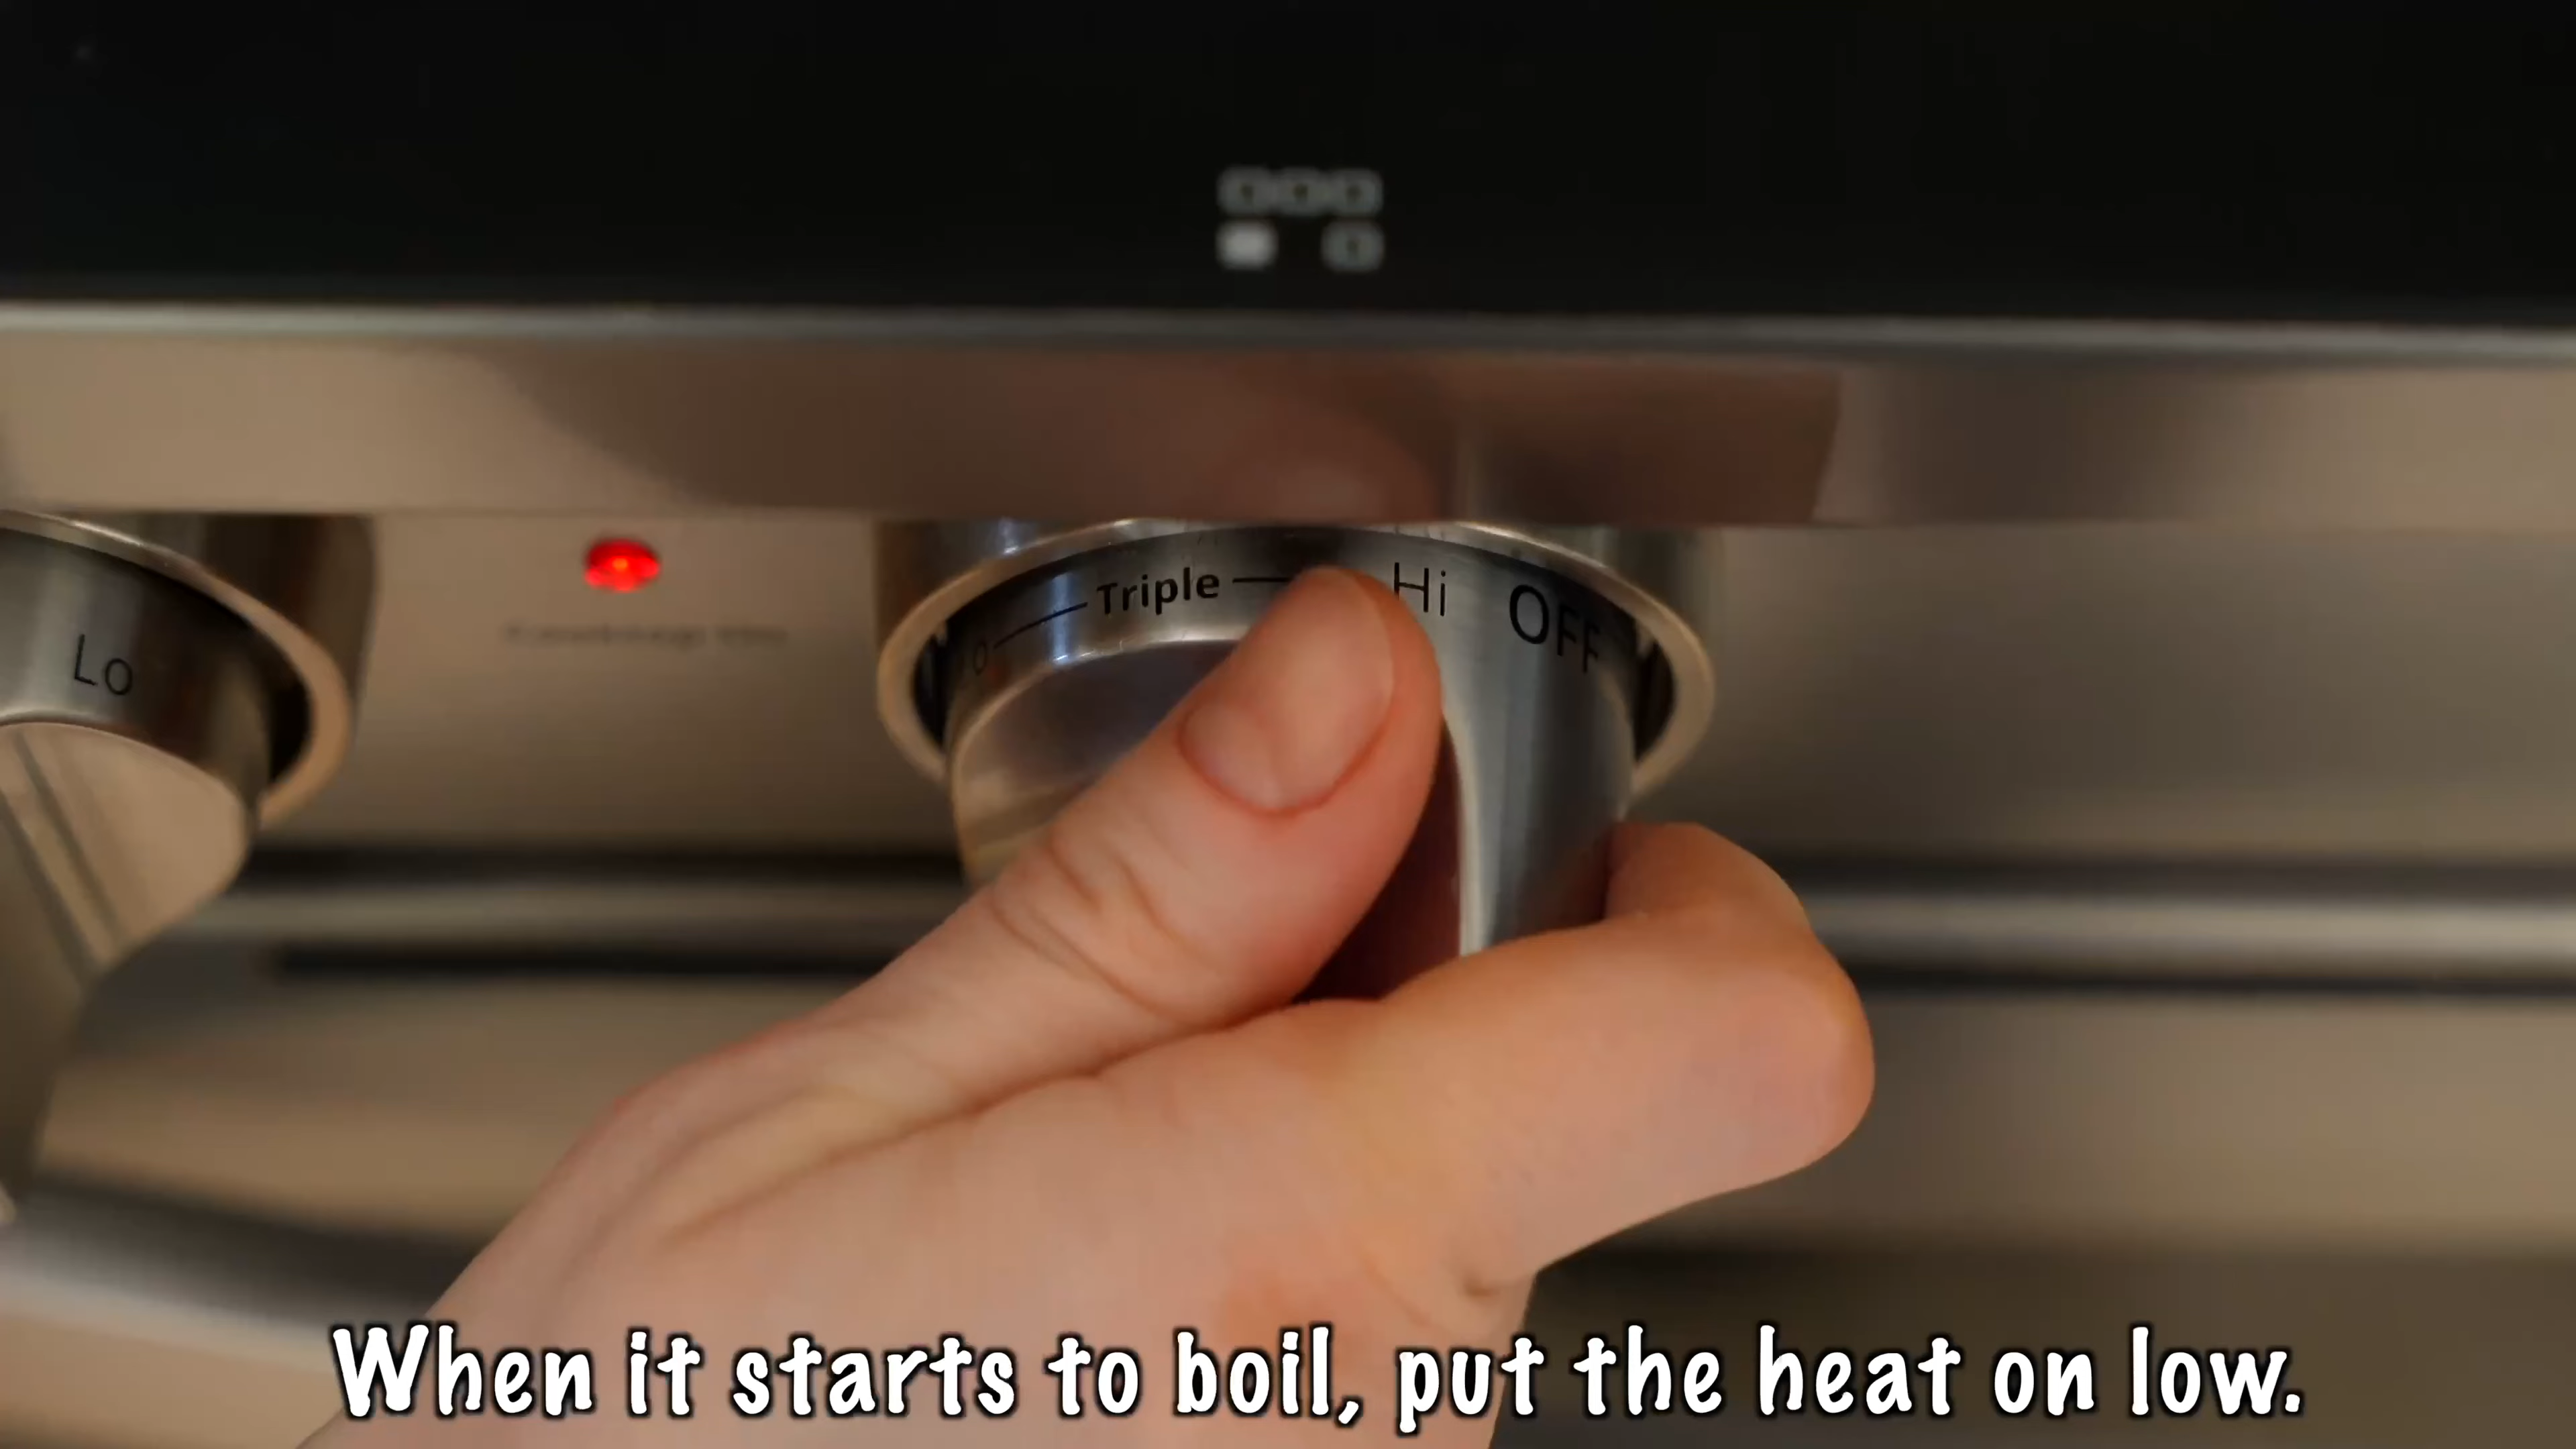 Triple
Hi
OFF
Lo
When it starts to boil, put the heat on low.